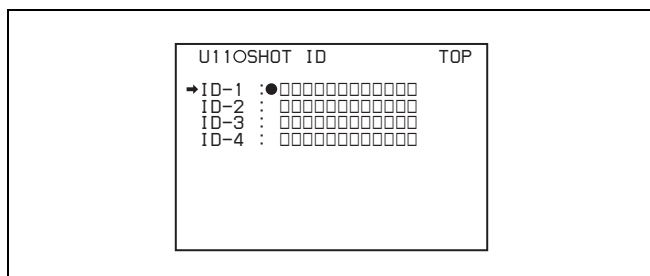 U11○SHOT ID TOP
➡ID-1 :●□□□□□□□□□□□□
ID-2 : □□□□□□□□□□□□
ID-3 : □□□□□□□□□□□□
ID-4 : □□□□□□□□□□□□